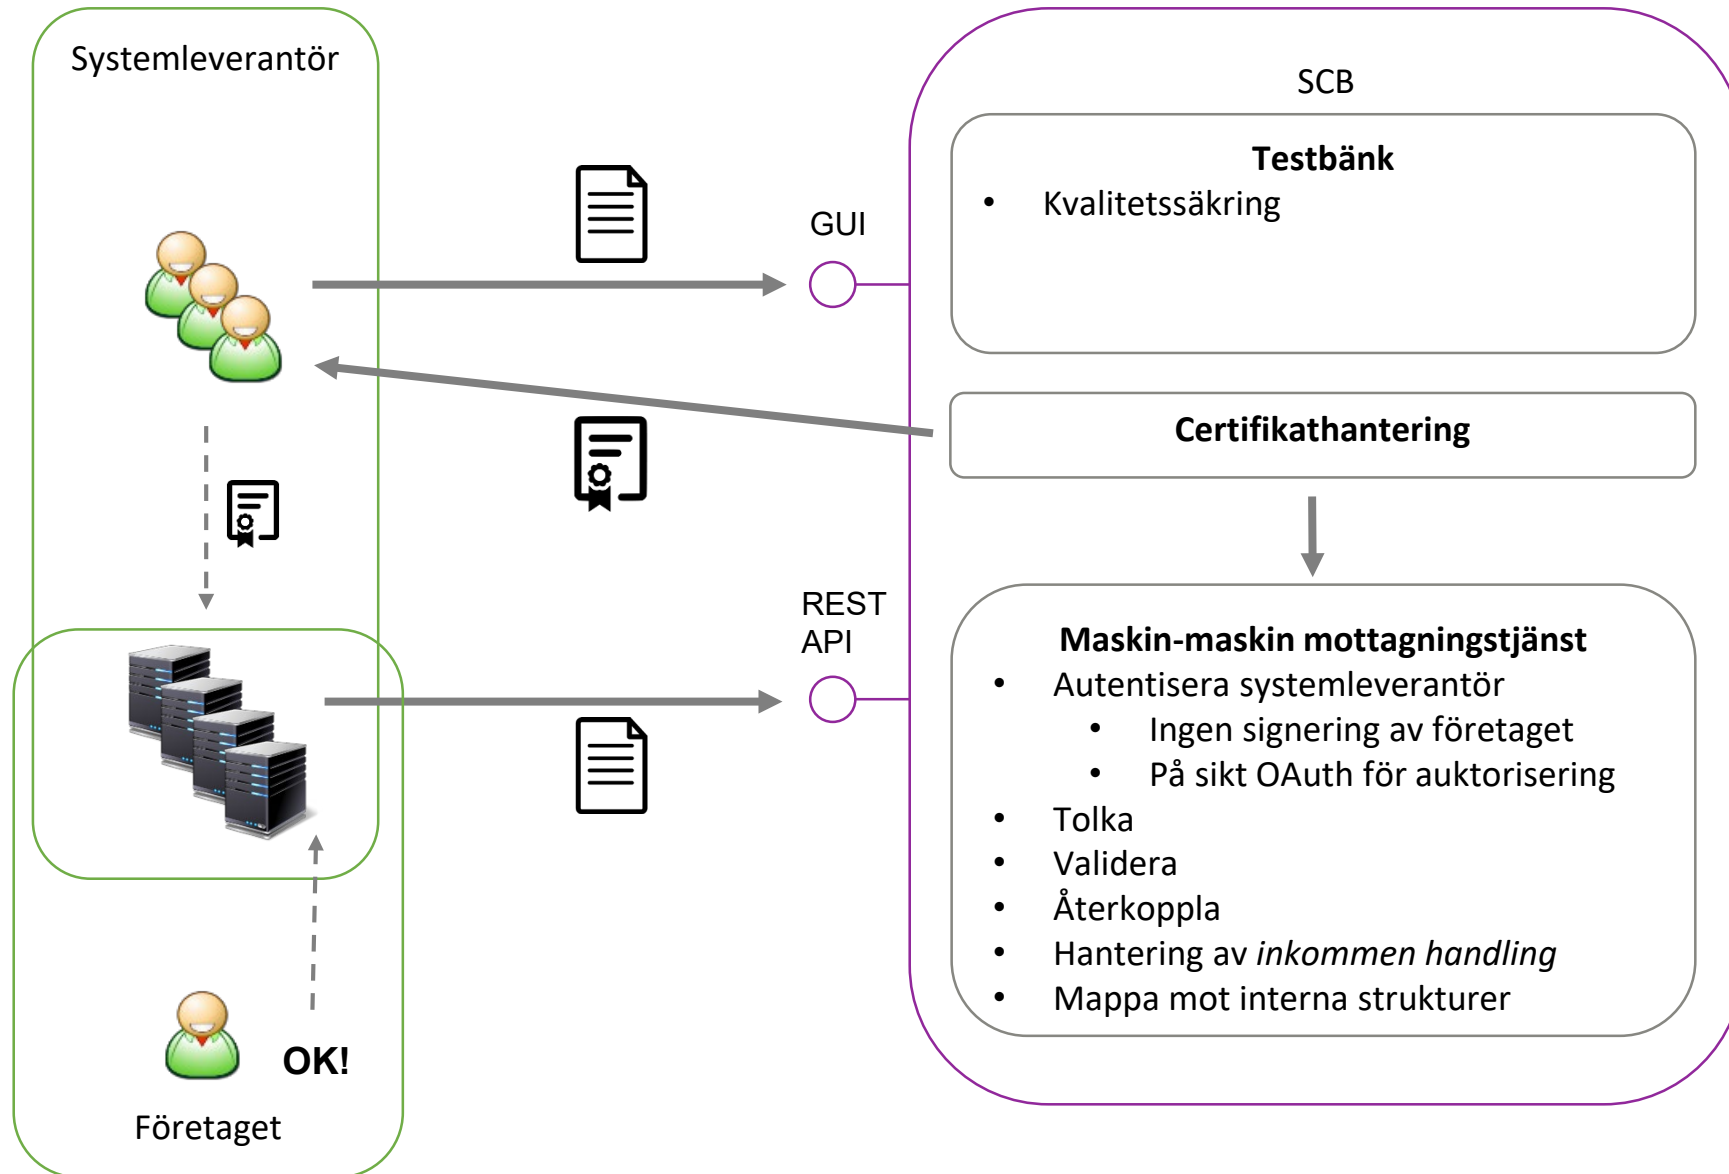 Systemleverantör
SCB
Testbänk
• Kvalitetssäkring
GUI
Certifikathantering
REST
API
Maskin-maskin mottagningstjänst
• Autentisera systemleverantör
• Ingen signering av företaget
• På sikt OAuth för auktorisering
• Tolka
• Validera
• Återkoppla
• Hantering av inkommen handling
• Mappa mot interna strukturer
OK!
Företaget